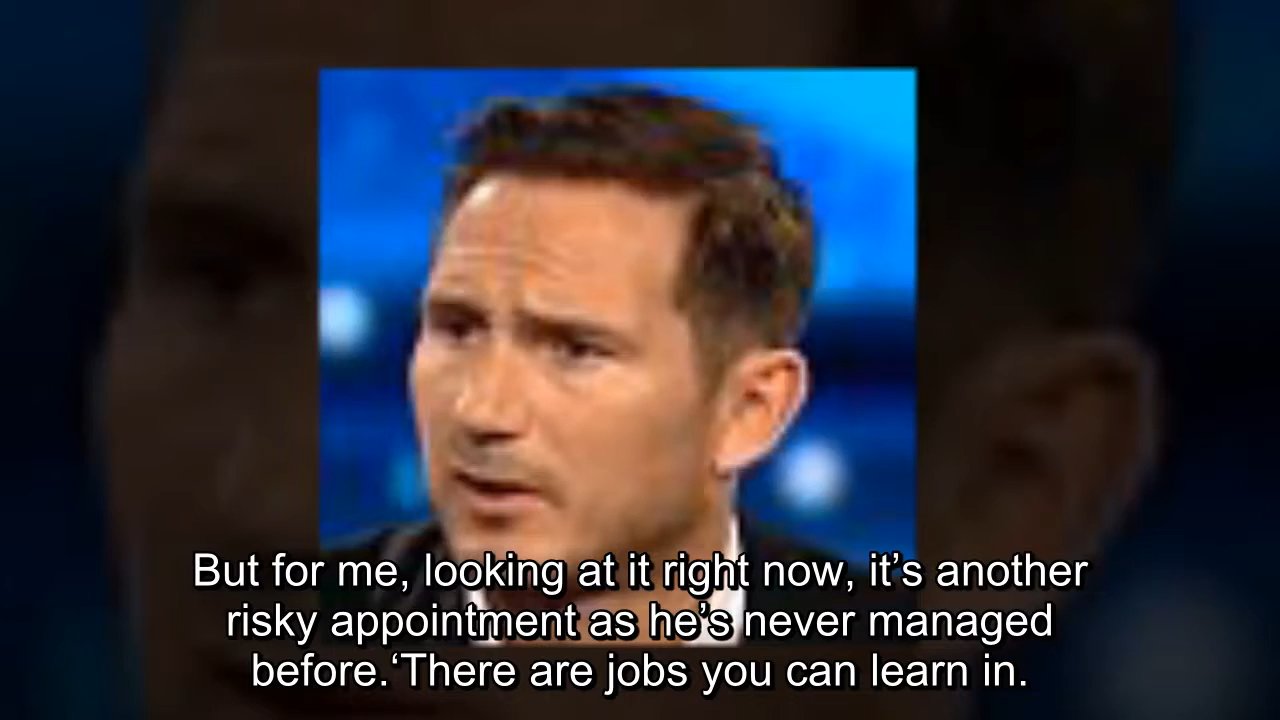 But for me, looking at it right now, it’s another
risky appointment as he’s never managed
before.‘There are jobs you can learn in.